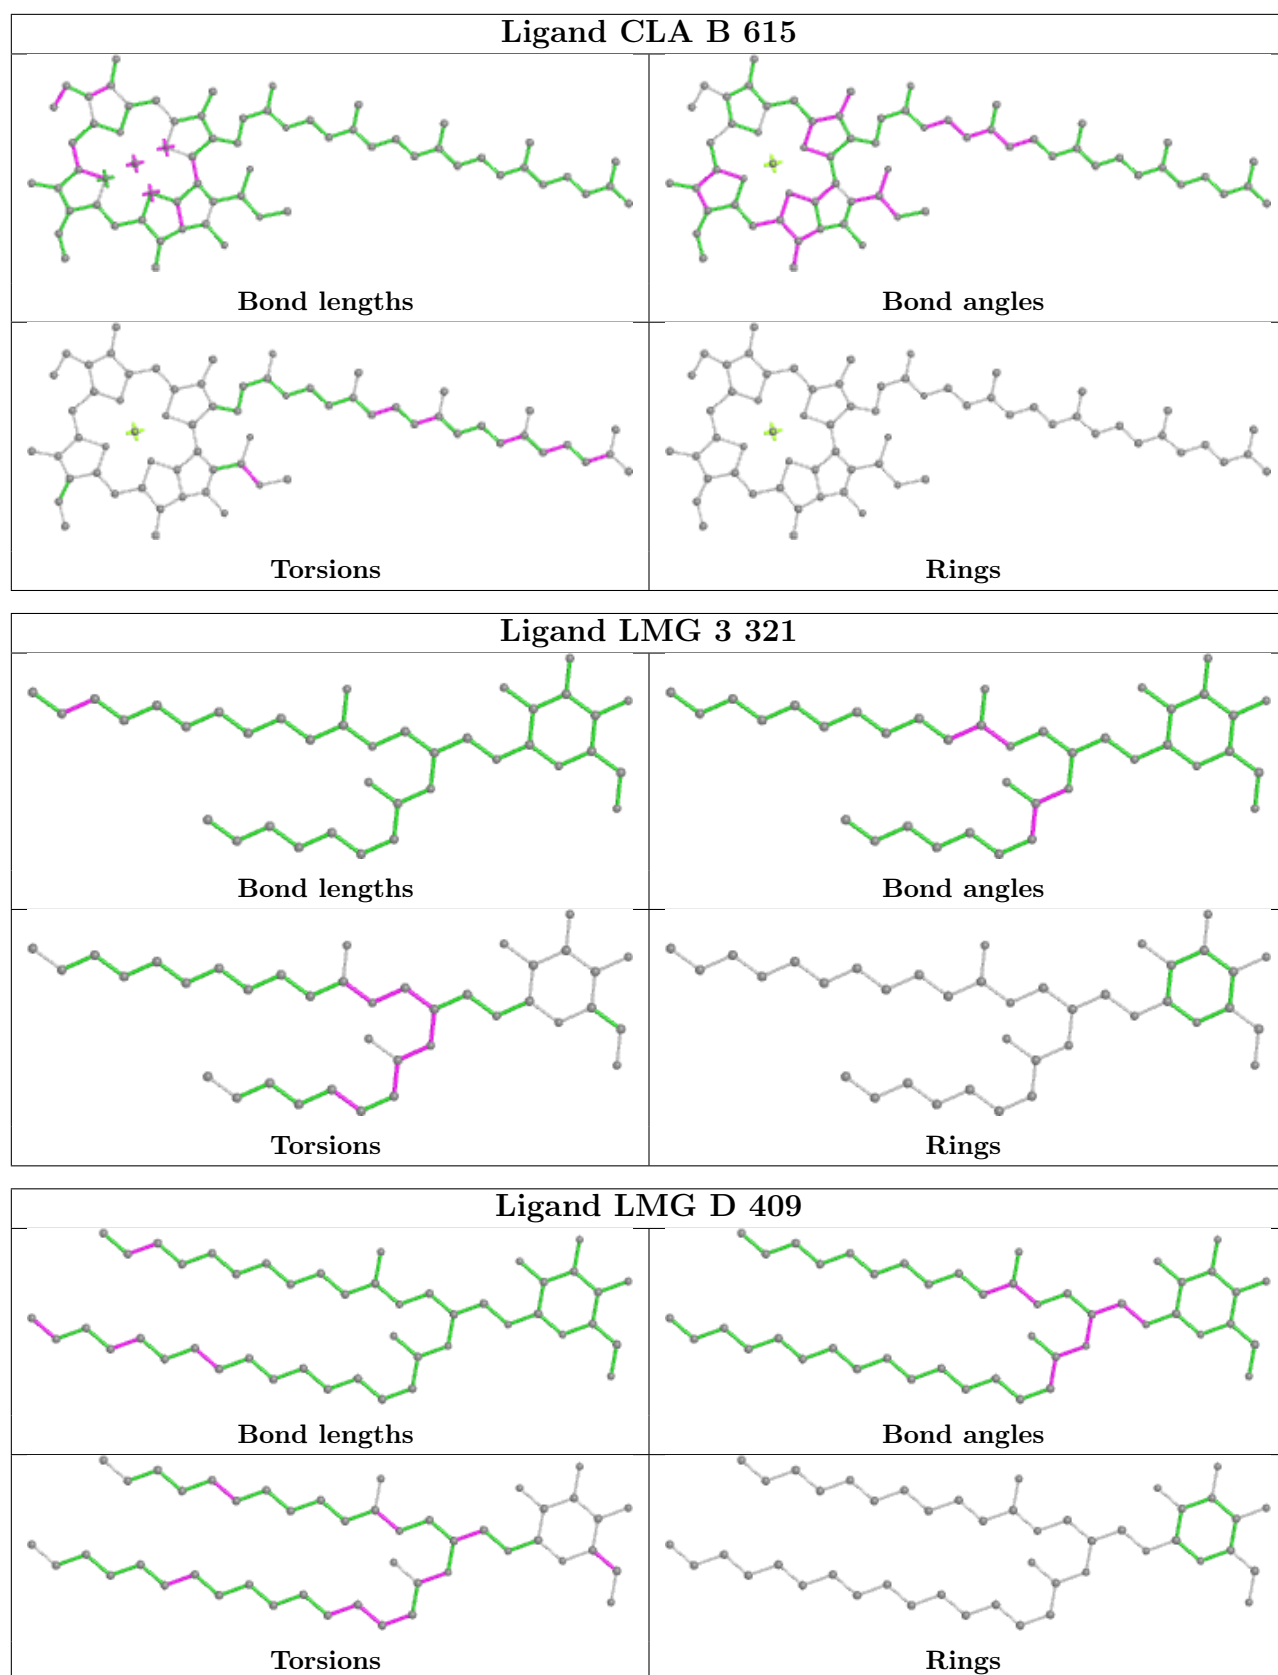 Ligand CLA B 615
Bond lengths
Bond angles
Torsions
Rings
Ligand LMG 3 321
Bond lengths
Bond angles
Torsions
Rings
Ligand LMG D 409
Bond lengths
Bond angles
Torsions
Rings